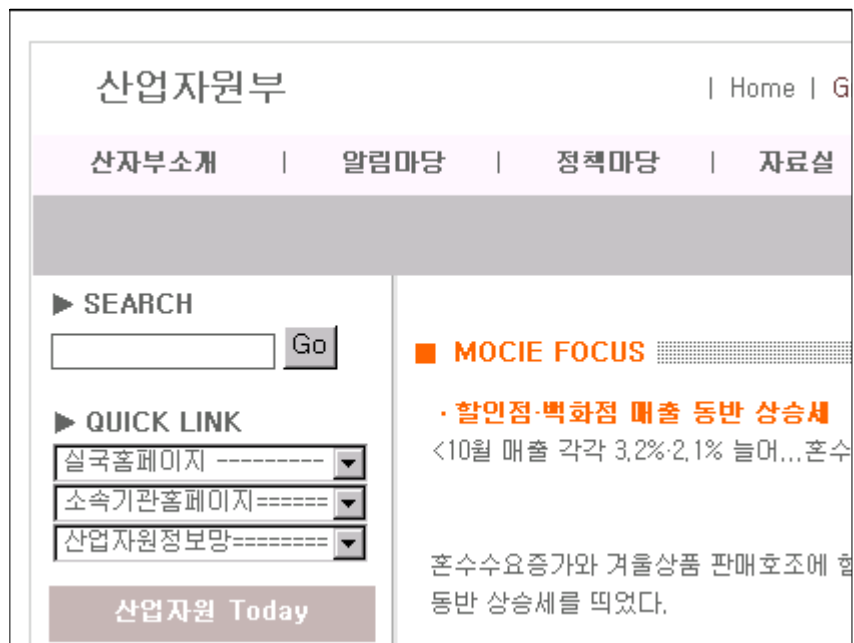 산업자원부
| Home | G
산자부소개 | 알림마당 | 정책마당 | 자료실
▶ SEARCH
Go
▶ QUICK LINK
실국홈페이지 ---------
소속기관홈페이지======
산업자원정보망========
산업자원 Today
■ MOCIE FOCUS
· 할인점·백화점 매출 동반 상승세
<10월 매출 각각 3.2%·2.1% 늘어...혼수
혼수수요증가와 겨울상품 판매호조에 힘
동반 상승세를 띄었다.